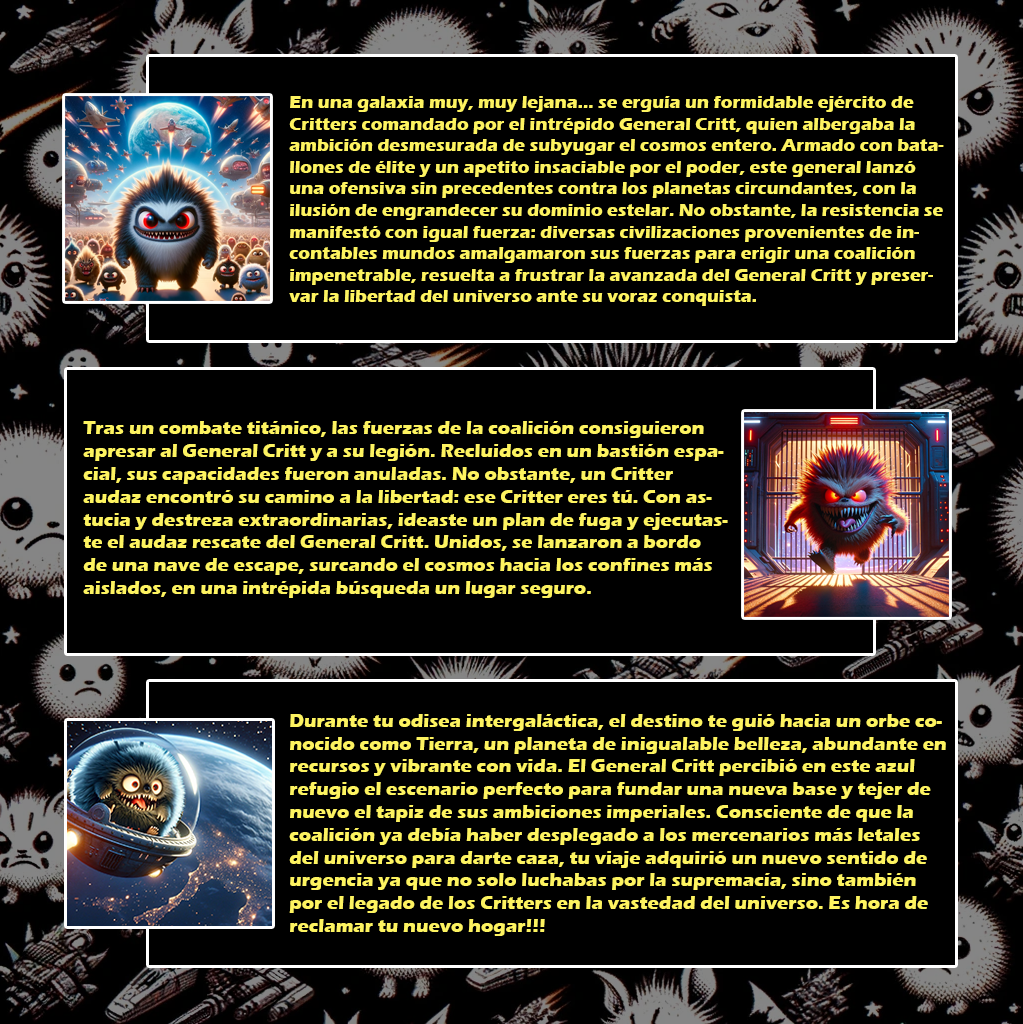 En una galaxia muy, muy lejana... se erguía un formidable ejército de
Critters comandado por el intrépido General Critt, quien albergaba la
ambición desmesurada de subyugar el cosmos entero. Armado con bata-
llones de élite y un apetito insaciable por el poder, este general lanzó
una ofensiva sin precedentes contra los planetas circundantes, con la
ilusión de engrandecer su dominio estelar. No obstante, la resistencia se
manifestó con igual fuerza: diversas civilizaciones provenientes de in-
contables mundos amalgamaron sus fuerzas para erigir una coalición
impenetrable, resuelta a frustrar la avanzada del General Critt y preser-
var la libertad del universo ante su voraz conquista.
Tras un combate titánico, las fuerzas de la coalición consiguieron
apresar al General Critt y a su legión. Recluidos en un bastión espa-
cial, sus capacidades fueron anuladas. No obstante, un Critter
audaz encontró su camino a la libertad: ese Critter eres tú. Con as-
tucia y destreza extraordinarias, ideaste un plan de fuga y ejecutas-
te el audaz rescate del General Critt. Unidos, se lanzaron a bordo
de una nave de escape, surcando el cosmos hacia los confines más
aislados, en una intrépida búsqueda un lugar seguro.
Durante tu odisea intergaláctica, el destino te guió hacia un orbe co-
nocido como Tierra, un planeta de inigualable belleza, abundante en
recursos y vibrante con vida. El General Critt percibió en este azul
refugio el escenario perfecto para fundar una nueva base y tejer de
nuevo el tapiz de sus ambiciones imperiales. Consciente de que la
coalición ya debía haber desplegado a los mercenarios más letales
del universo para darte caza, tu viaje adquirió un nuevo sentido de
urgencia ya que no solo luchabas por la supremacía, sino también
por el legado de los Critters en la vastedad del universo. Es hora de
reclamar tu nuevo hogar!!!